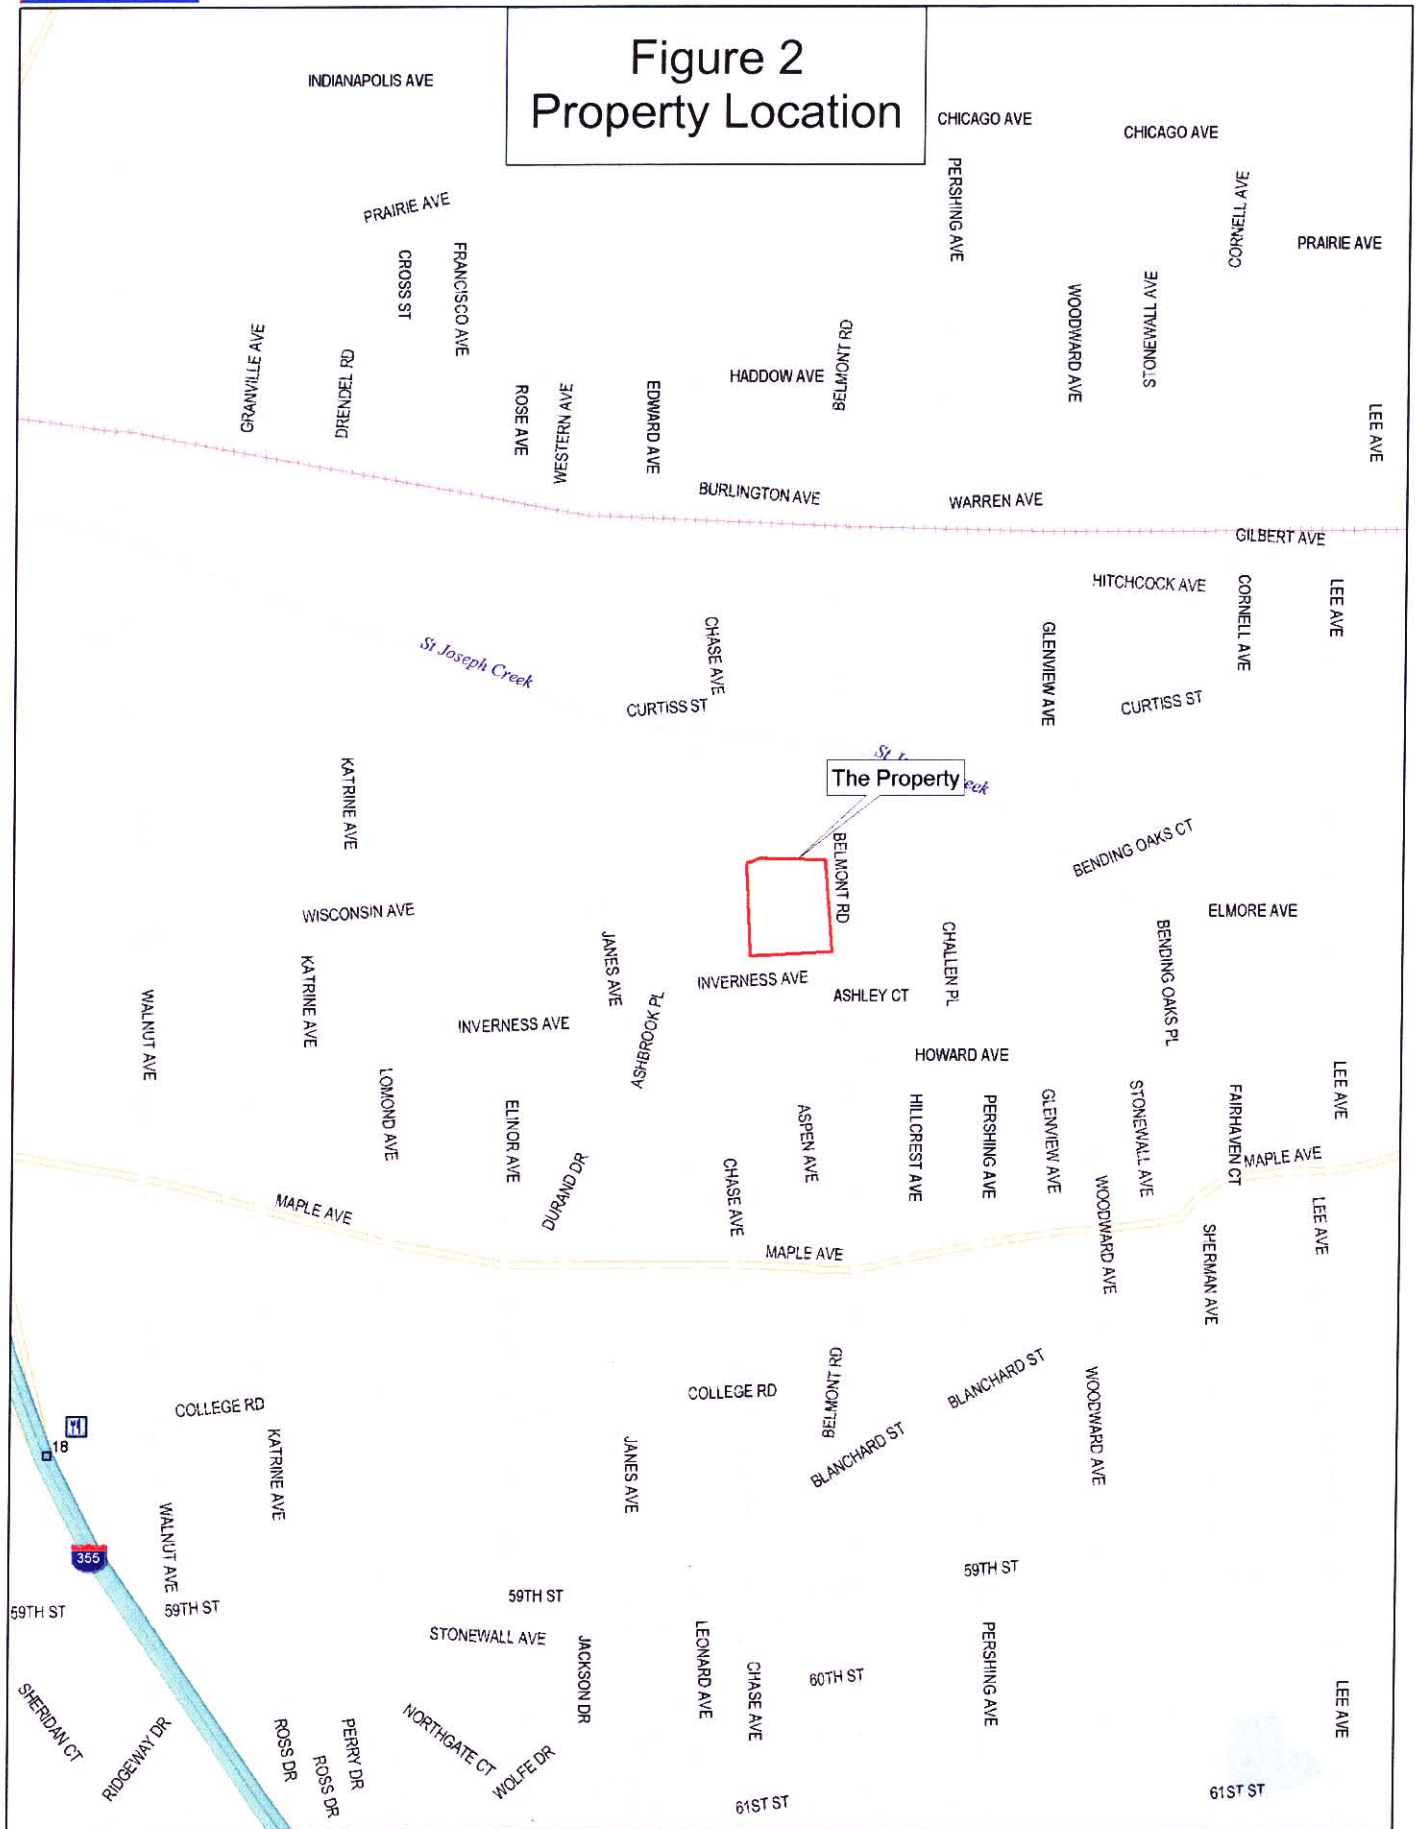 Figure 2
Property Location
INDIANAPOLIS AVE
CHICAGO AVE
CHICAGO AVE
PRAIRIE AVE
PERSHING AVE
CORNELL AVE
PRAIRIE AVE
CROSS ST
FRANCISCO AVE
WOODWARD AVE
STONEWALL AVE
GRANVILLE AVE
DRENDEL RD
ROSE AVE
WESTERN AVE
EDWARD AVE
HADDOW AVE
BELMONT RD
LEE AVE
BURLINGTON AVE
WARREN AVE
GILBERT AVE
HITCHCOCK AVE
CORNELL AVE
LEE AVE
St Joseph Creek
CHASE AVE
GLENVIEW AVE
CURTISS ST
CURTISS ST
St
The Property
KATRINE AVE
BELMONT RD
BENDING OAKS CT
WISCONSIN AVE
ELMORE AVE
JANES AVE
CHALLEN PL
BENDING OAKS PL
KATRINE AVE
INVERNESS AVE
ASHLEY CT
WALNUT AVE
INVERNESS AVE
ASHBROOK PL
HOWARD AVE
LOMOND AVE
ELINOR AVE
DURAND DR
ASPEN AVE
HILLCREST AVE
PERSHING AVE
GLENVIEW AVE
STONEWALL AVE
FAIRHAVEN CT
LEE AVE
MAPLE AVE
CHASE AVE
WOODWARD AVE
MAPLE AVE
MAPLE AVE
SHERMAN AVE
LEE AVE
COLLEGE RD
COLLEGE RD
BELMONT RD
BLANCHARD ST
WOODWARD AVE
18
KATRINE AVE
JANES AVE
BLANCHARD ST
355
WALNUT AVE
59TH ST
59TH ST
59TH ST
59TH ST
STONEWALL AVE
JACKSON DR
LEONARD AVE
CHASE AVE
60TH ST
PERSHING AVE
SHERIDAN CT
RIDGEWAY DR
ROSS DR
ROSS DR
PERRY DR
NORTHGATE CT
WOLFE DR
LEE AVE
61ST ST
61ST ST